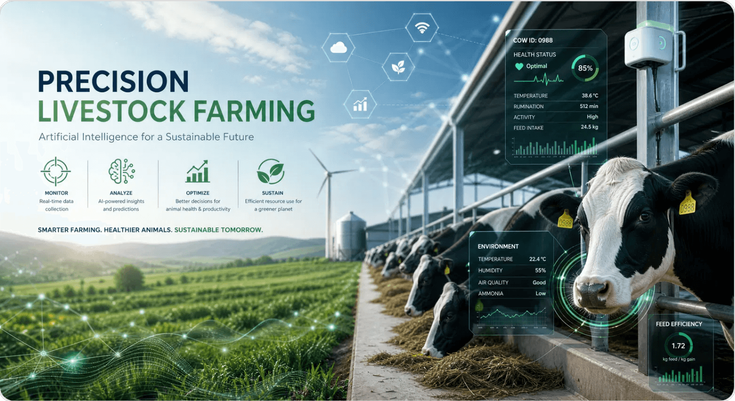 PRECISION
LIVESTOCK FARMING
Artificial Intelligence for a Sustainable Future
MONITOR
Real-time data
collection
ANALYZE
AI-powered insights
and predictions
OPTIMIZE
Better decisions for
animal health & productivity
SUSTAIN
Efficient resource use for
a greener planet
SMARTER FARMING. HEALTHIER ANIMALS. SUSTAINABLE TOMORROW.
COW ID: 0988
HEALTH STATUS
Optimal
85%
TEMPERATURE 38.6°C
RUMINATION 512 min
ACTIVITY High
FEED INTAKE 24.5 kg
ENVIRONMENT
TEMPERATURE 22.4°C
HUMIDITY 55%
AIR QUALITY Good
AMMONIA Low
FEED EFFICIENCY
1.72
kg feed / kg gain